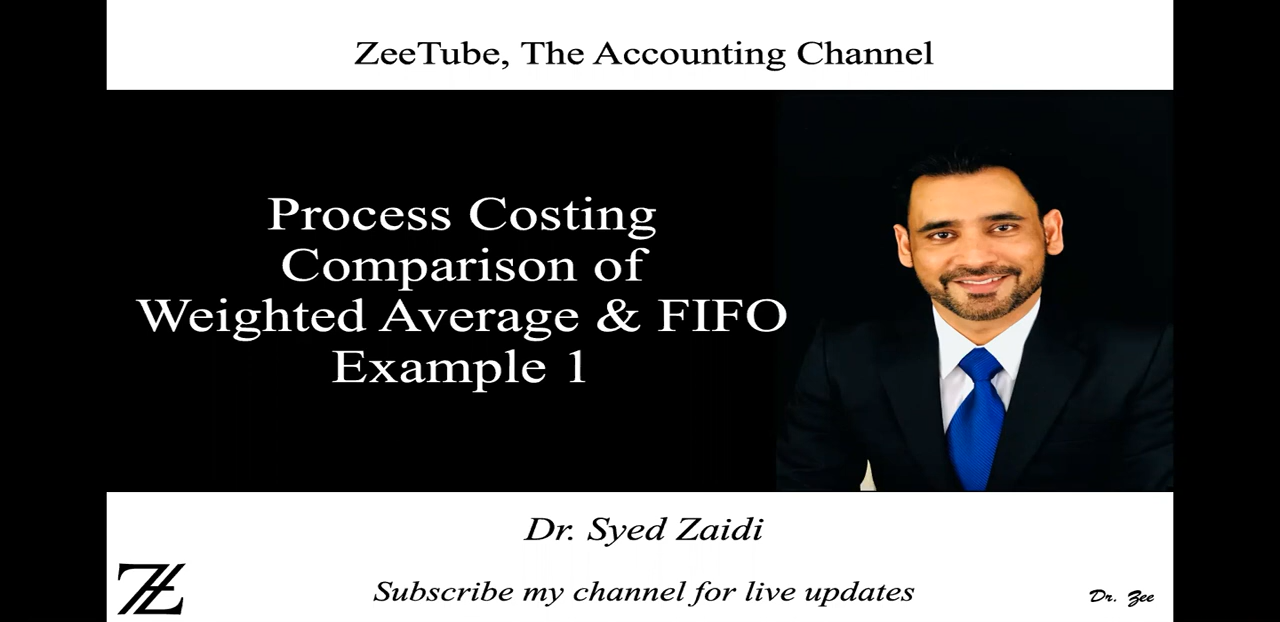 ZeeTube, The Accounting Channel
Process Costing
Comparison of
Weighted Average & FIFO
Example 1
Dr. Syed Zaidi
Subscribe my channel for live updates
Dr. Zee